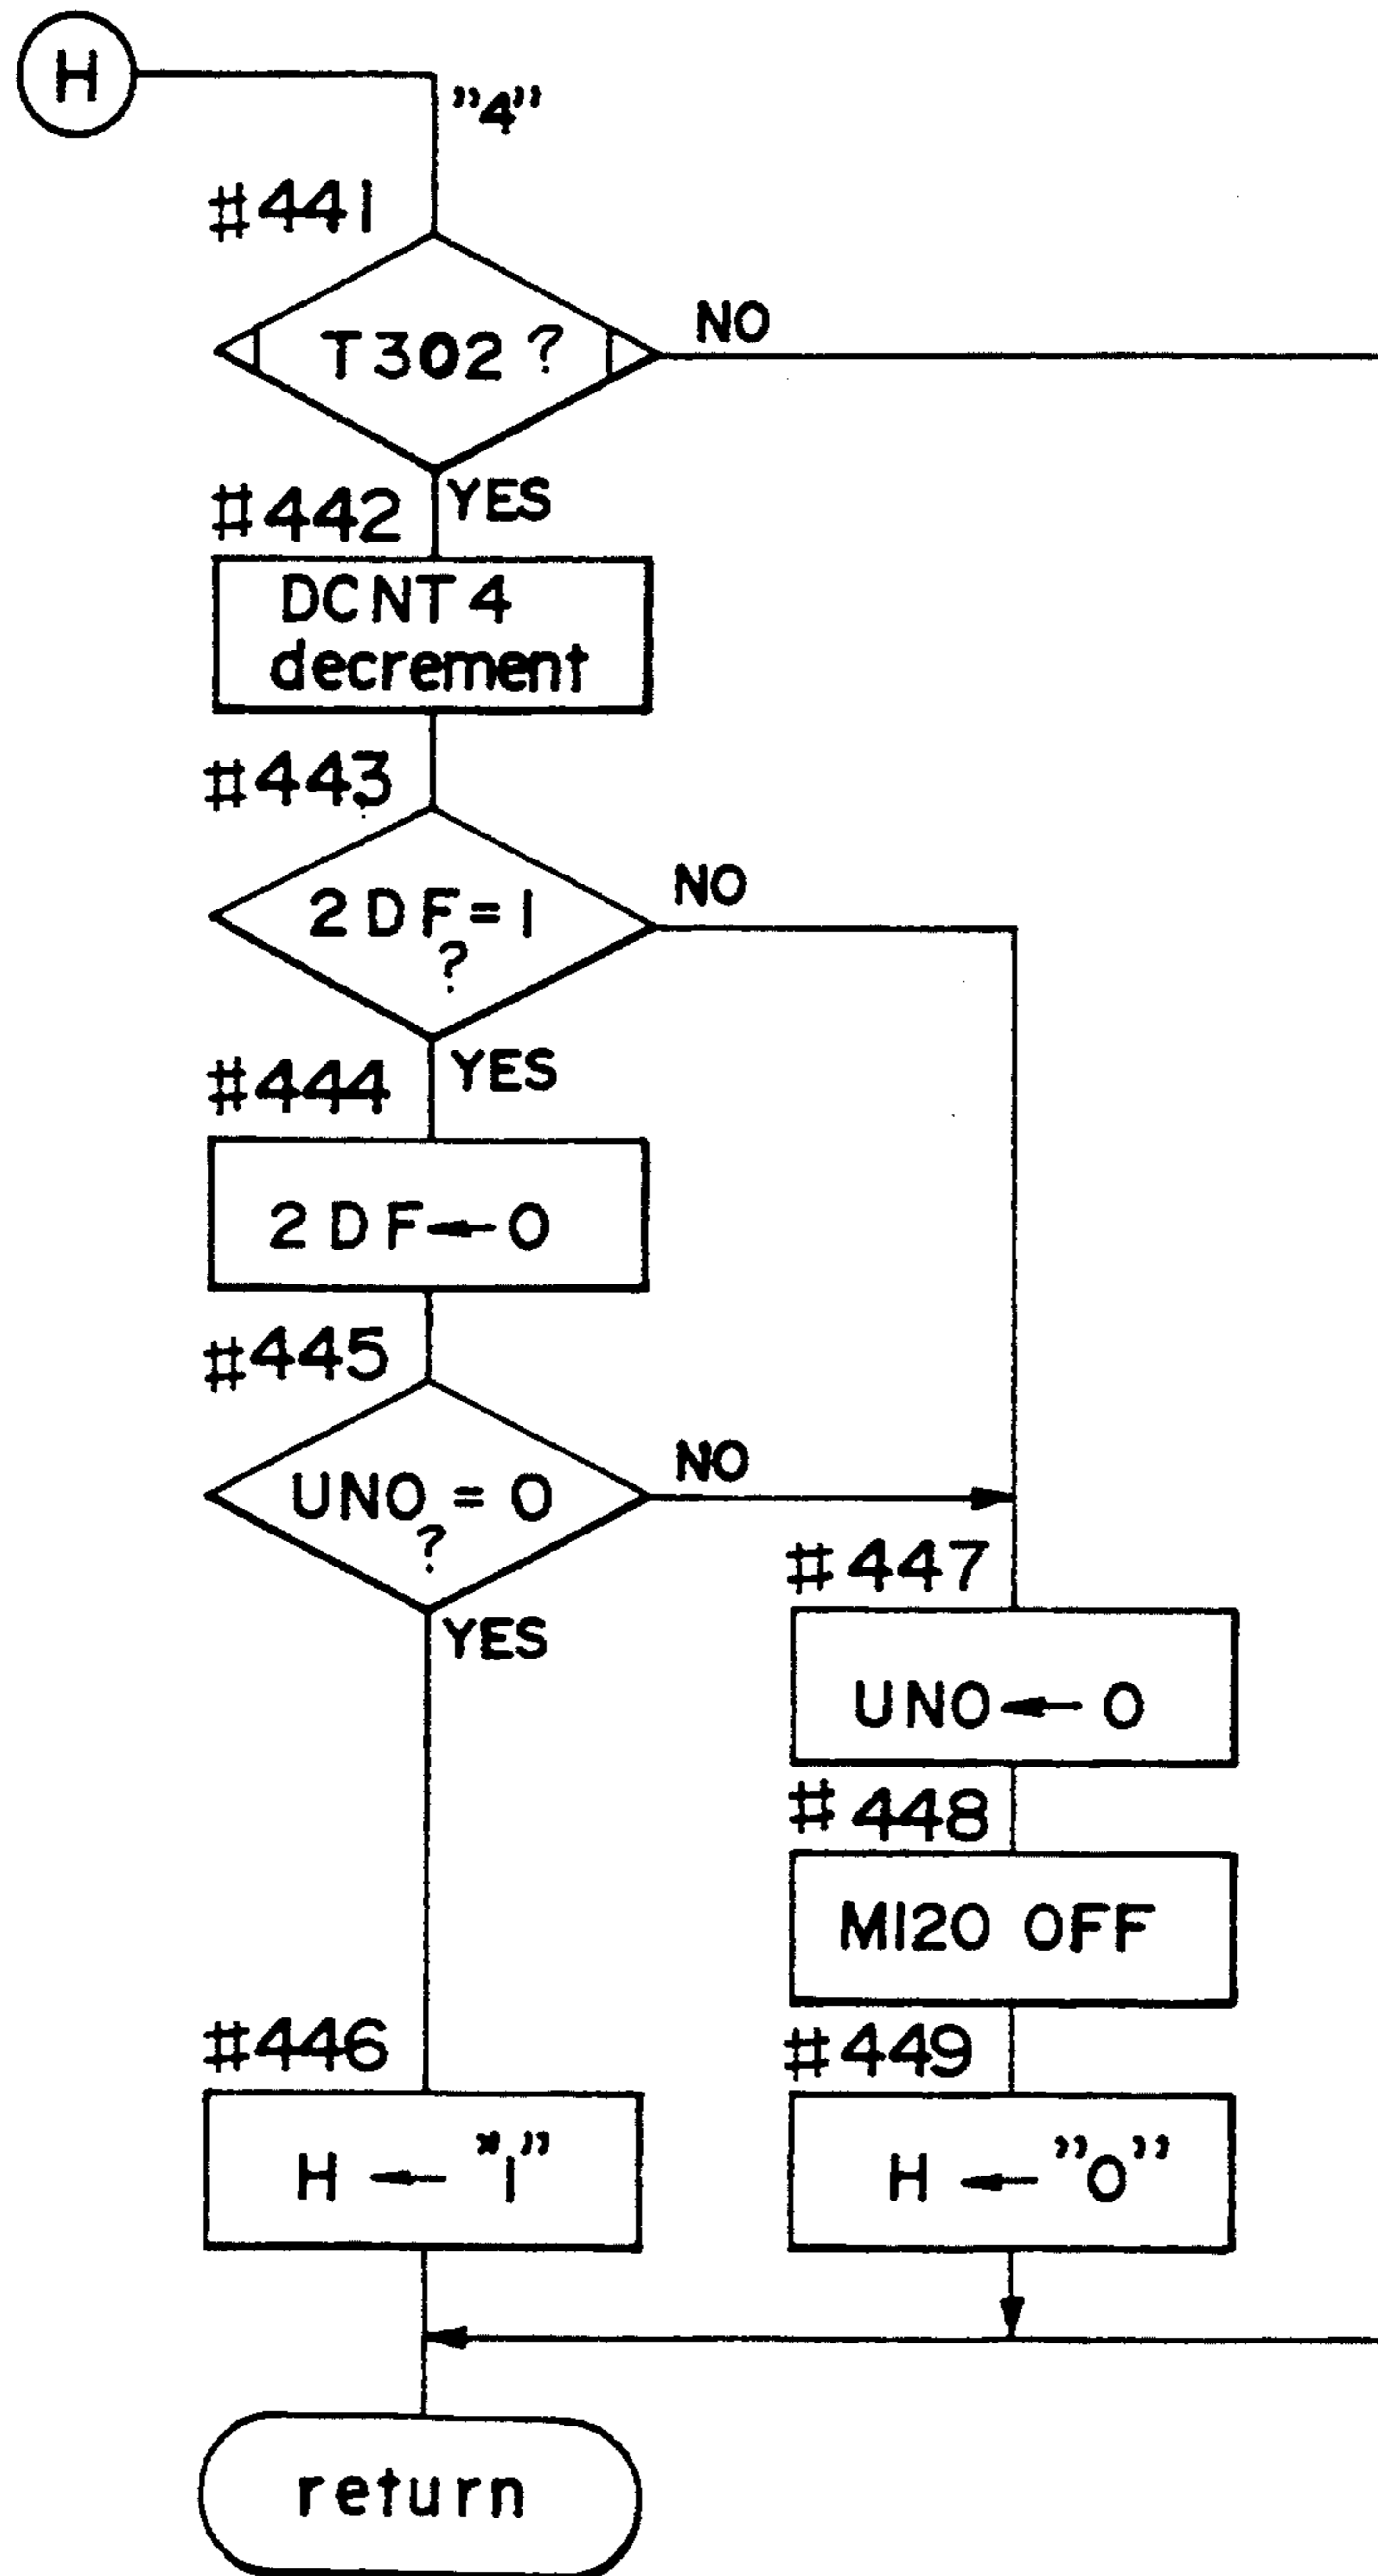 H
"4"
#441
T302 ?
NO
YES
#442
DCNT4
decrement
#443
2DF=1
?
NO
YES
#444
2DF←0
#445
UNO = 0
?
NO
YES
#447
UNO ← 0
#448
M120 OFF
#446
H ← "1"
#449
H ← "0"
return